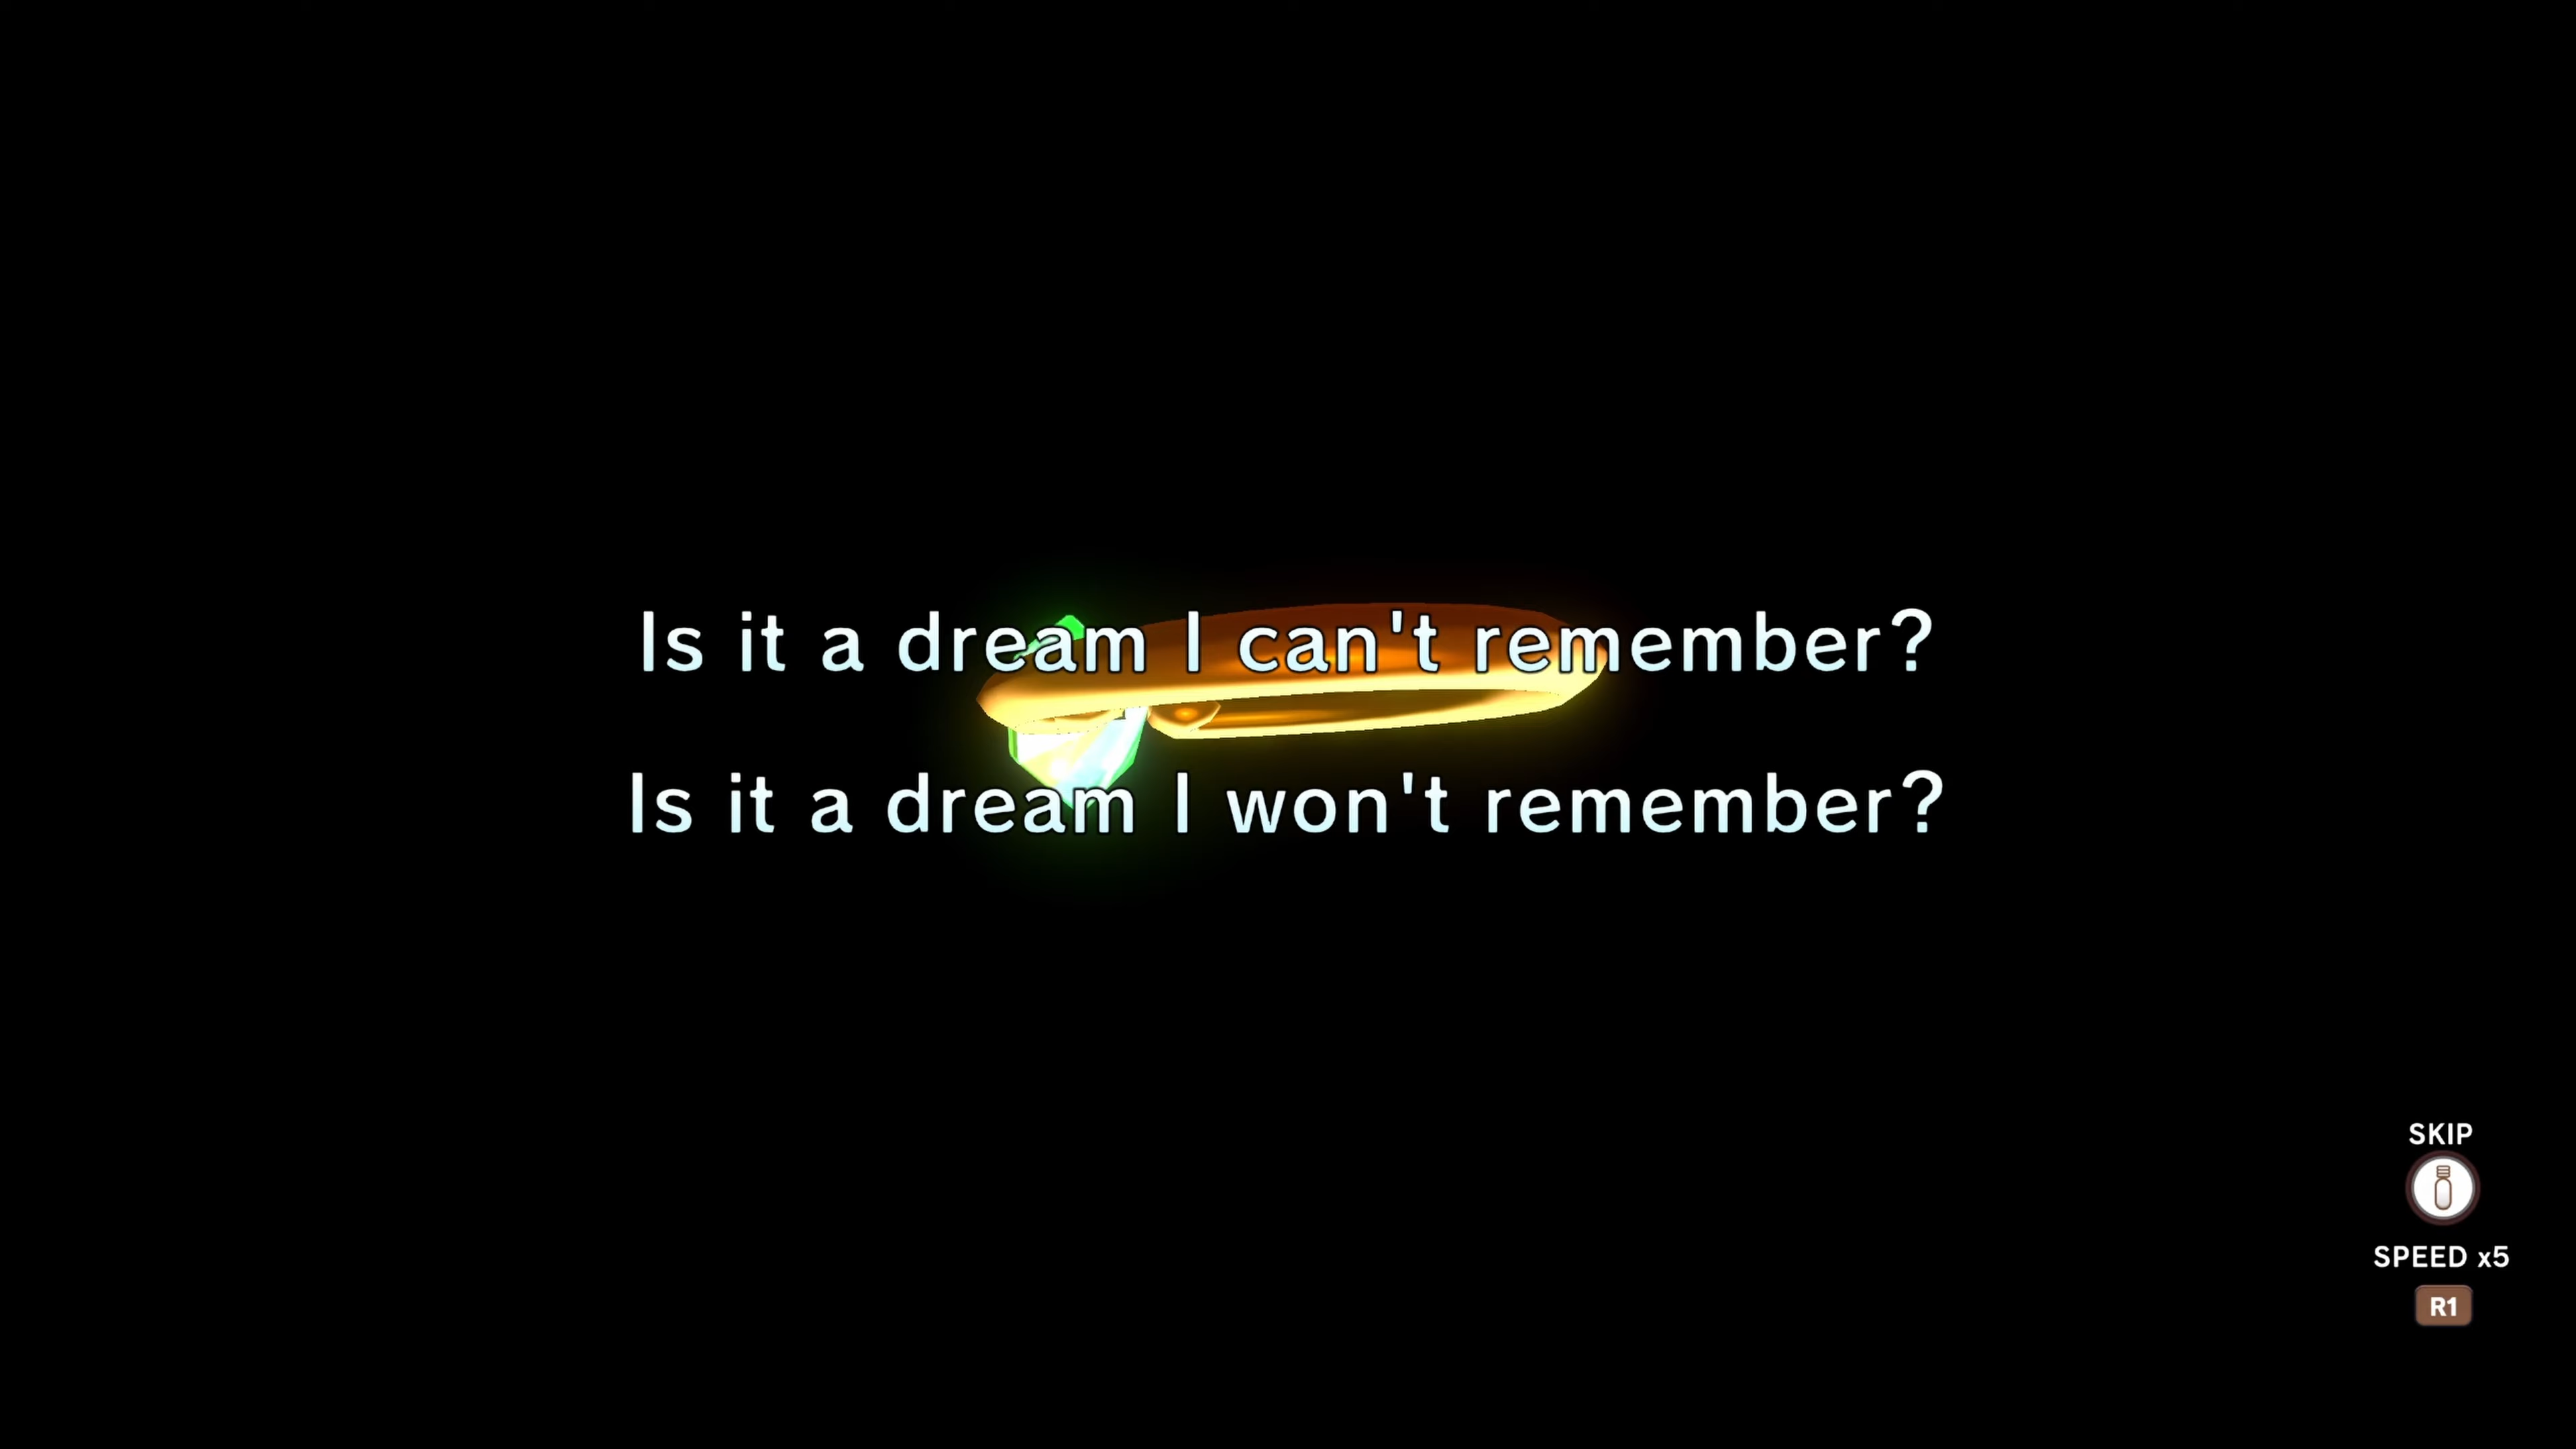 Is it a dream I can't remember?
Is it a dream I won't remember?
SKIP
SPEED x5
R1